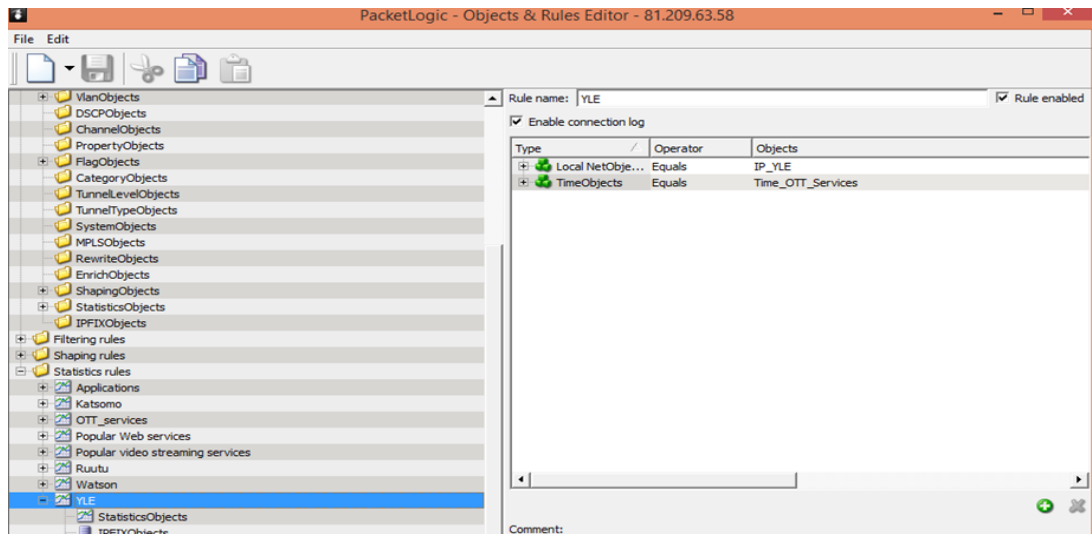 PacketLogic - Objects & Rules Editor - 81.209.63.58
File Edit
VlanObjects
DSCPObjects
ChannelObjects
PropertyObjects
FlagObjects
CategoryObjects
TunnelLevelObjects
TunnelTypeObjects
SystemObjects
MPLSObjects
RewriteObjects
EnrichObjects
ShapingObjects
StatisticsObjects
IPFIXObjects
Filtering rules
Shaping rules
Statistics rules
Applications
Katsomo
OTT_services
Popular Web services
Popular video streaming services
Ruutu
Watson
YLE
StatisticsObjects
IPFIXObjects
Rule name: YLE Rule enabled
Enable connection log
Type Operator Objects
Local NetObje... Equals IP_YLE
TimeObjects Equals Time_OTT_Services
Comment: